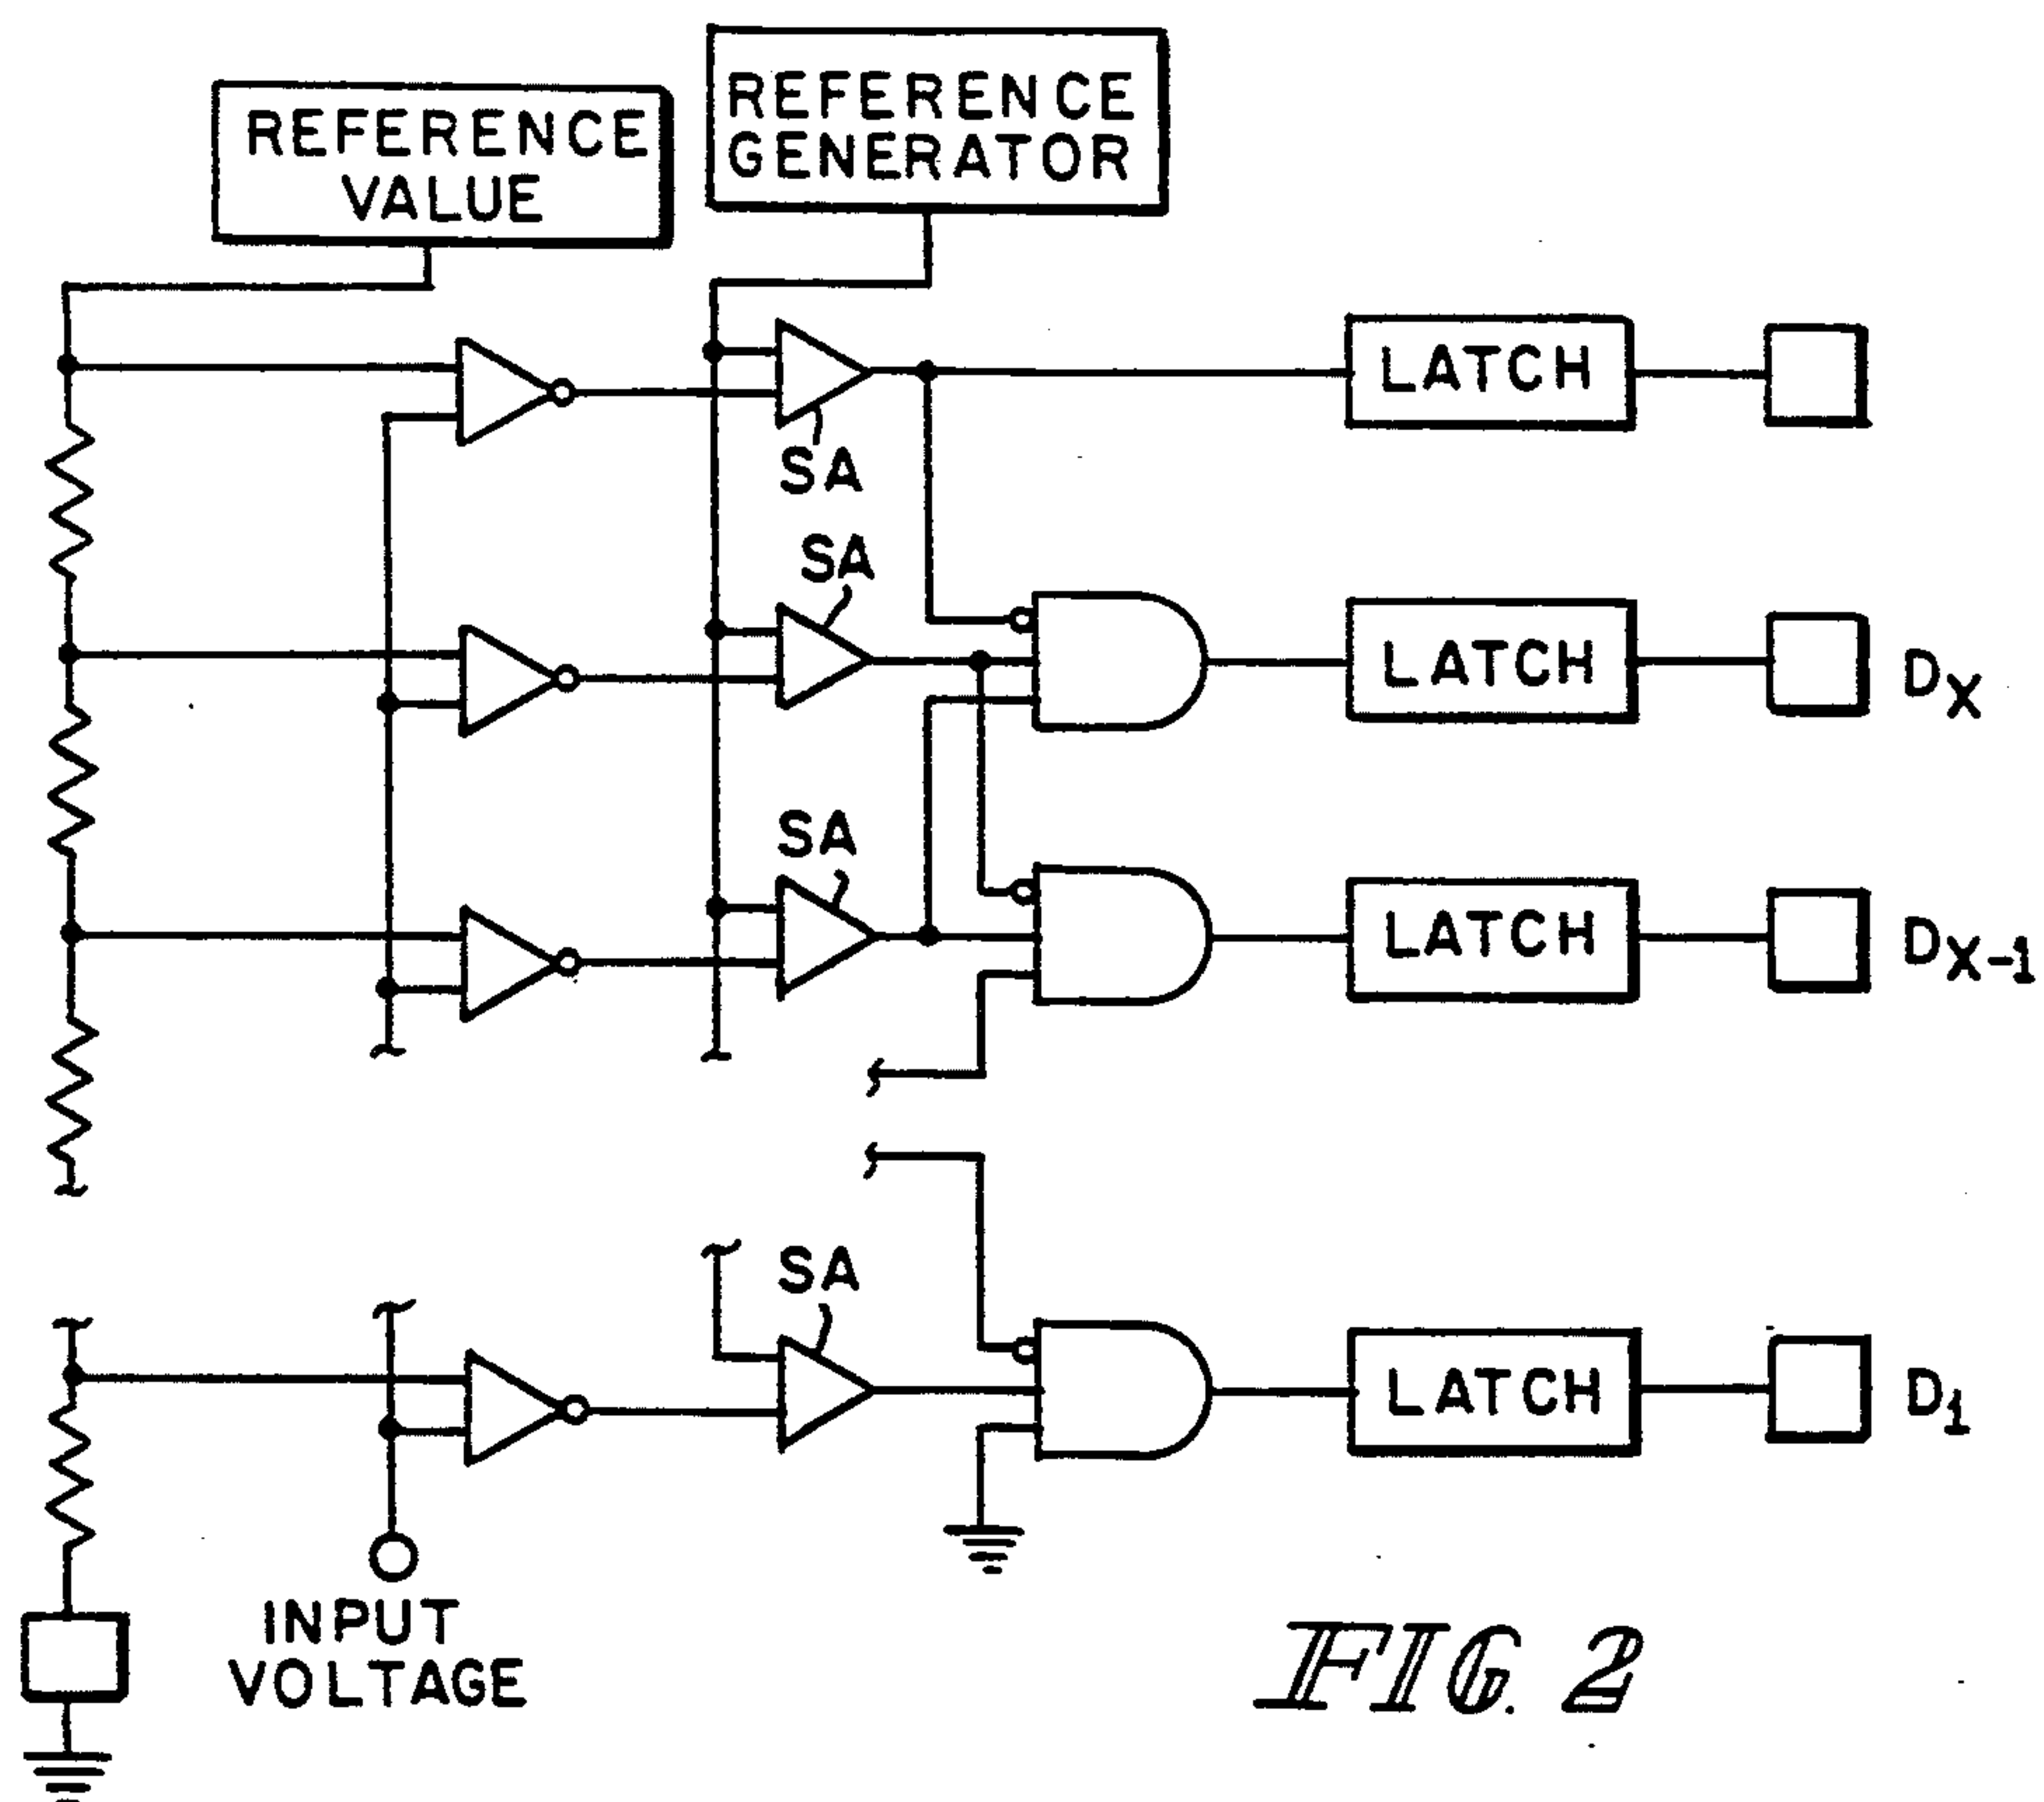 REFERENCE
VALUE
REFERENCE
GENERATOR
LATCH
SA
SA
LATCH
DX
SA
LATCH
DX-1
SA
LATCH
D1
INPUT
VOLTAGE
FIG. 2